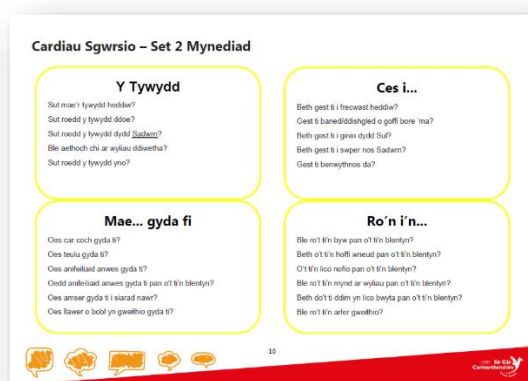 Cardiau Sgwrsio – Set 2 Mynediad
Y Tywydd
Sut mae'r tywydd heddiw?
Sut roedd y tywydd ddoe?
Sut roedd y tywydd dydd Sadwrn?
Ble aethoch chi ar wyliau ddiwetha?
Sut roedd y tywydd yno?
Ces i...
Beth gest ti i frecwast heddiw?
Gest ti baned/ddishgled o goffi bore 'ma?
Beth gest ti i ginio dydd Sul?
Beth gest ti i swper nos Sadwrn?
Gest ti benwythnos da?
Mae... gyda fi
Oes car coch gyda ti?
Oes teulu gyda ti?
Oes anifeiliaid anwes gyda ti?
Oedd anifeiliaid anwes gyda ti pan o't ti'n blentyn?
Oes amser gyda ti i siarad nawr?
Oes llawer o bobl yn gweithio gyda ti?
Ro'n i'n...
Ble ro't ti'n byw pan o't ti'n blentyn?
Beth o't ti'n hoffi wneud pan o't ti'n blentyn?
O't ti'n lico nofio pan o't ti'n blentyn?
Ble ro't ti'n mynd ar wyliau pan o't ti'n blentyn?
Beth do't ti ddim yn lico bwyta pan o't ti'n blentyn?
Ble ro't ti'n arfer gweithio?
10
Sir Gâr
Carmarthenshire